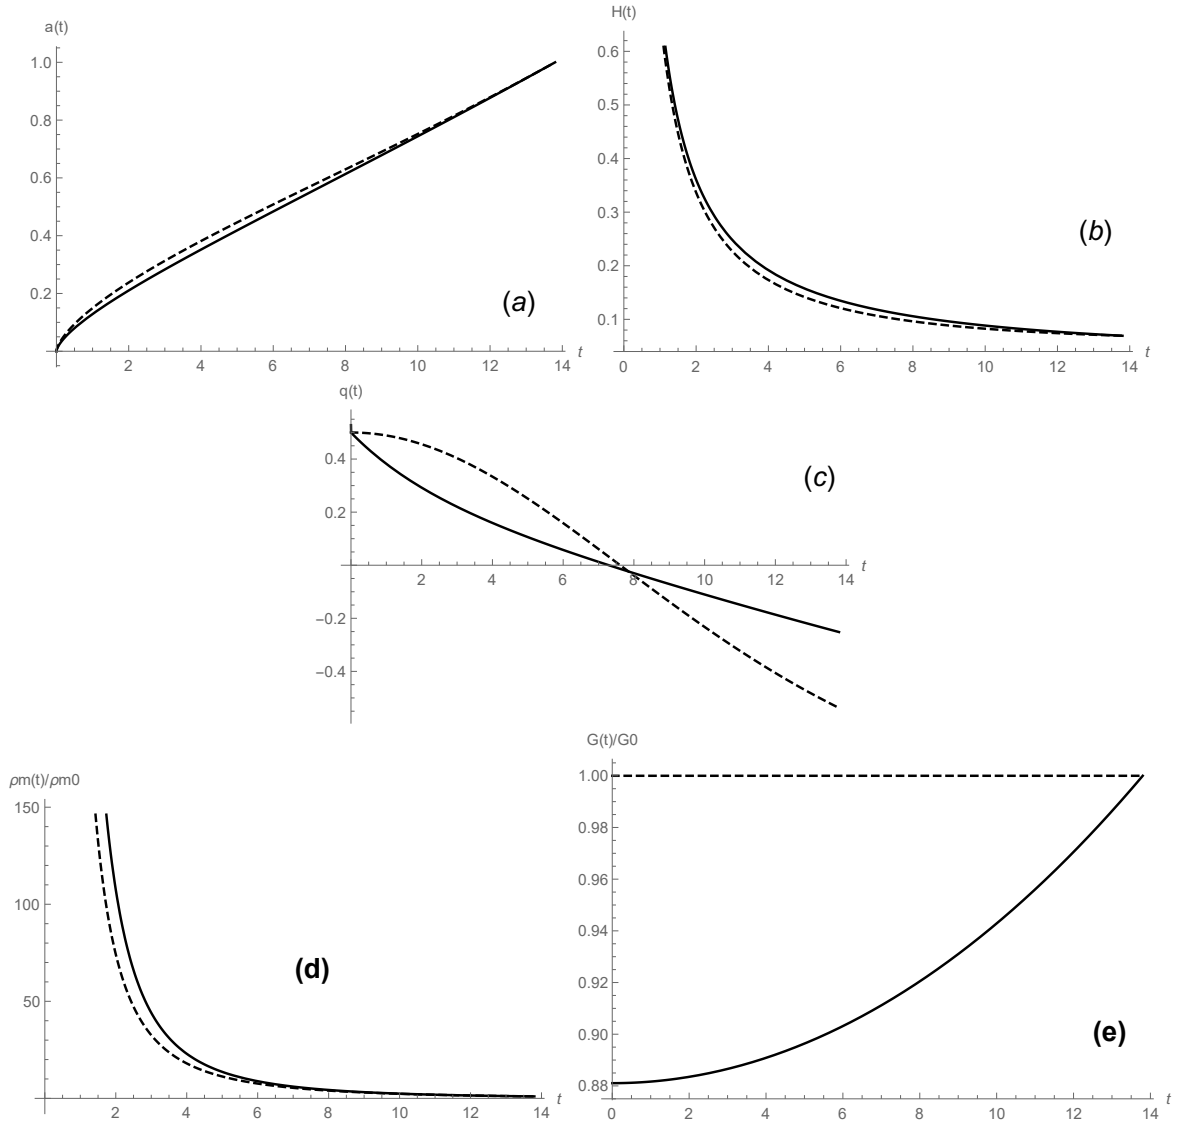 a(t)
1.0
0.8
0.6
0.4
0.2
2 4 6 8 10 12 14 t
(a)
H(t)
0.6
0.5
0.4
0.3
0.2
0.1
0 2 4 6 8 10 12 14 t
(b)
q(t)
0.4
0.2
2 4 6 8 10 12 14 t
−0.2
−0.4
(c)
ρm(t)/ρm0
150
100
50
2 4 6 8 10 12 14 t
(d)
G(t)/G0
1.00
0.98
0.96
0.94
0.92
0.90
0.88
0 2 4 6 8 10 12 14 t
(e)